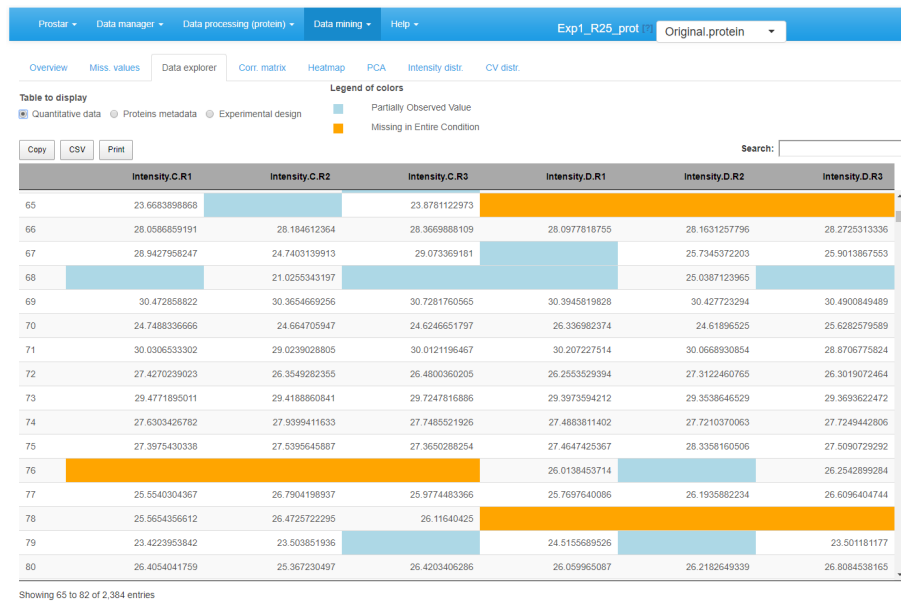 Prostar Data manager Data processing (protein) Data mining Help Exp1_R25_prot [?] Original.protein
Overview Miss. values Data explorer Corr. matrix Heatmap PCA Intensity distr. CV distr.
Legend of colors
Table to display
Partially Observed Value
Quantitative data Proteins metadata Experimental design
Missing in Entire Condition
Copy CSV Print Search:
Intensity.C.R1 Intensity.C.R2 Intensity.C.R3 Intensity.D.R1 Intensity.D.R2 Intensity.D.R3
65 23.6683898868 23.8781122973
66 28.0586859191 28.184612364 28.3669888109 28.0977818755 28.1631257796 28.2725313336
67 28.9427958247 24.7403139913 29.073369181 25.7345372203 25.9013867553
68 21.0255343197 25.0387123965
69 30.472858822 30.3654669256 30.7281760565 30.3945819828 30.427723294 30.4900849489
70 24.7488336666 24.664705947 24.6246651797 26.336982374 24.61896525 25.6282579589
71 30.0306533302 29.0239028805 30.0121196467 30.207227514 30.0668930854 28.8706775824
72 27.4270239023 26.3549282355 26.4800360205 26.2553529394 27.3122460765 26.3019072464
73 29.4771895011 29.4188860841 29.7247816886 29.3973594212 29.3538646529 29.3693622472
74 27.6303426782 27.9399411633 27.7485521926 27.4883811402 27.7210370063 27.7249442806
75 27.3975430338 27.5395645887 27.3650288254 27.4647425367 28.3358160506 27.5090729292
76 26.0138453714 26.2542899284
77 25.5540304367 26.7904198937 25.9774483366 25.7697640086 26.1935882234 26.6096404744
78 25.5654356612 26.4725722295 26.11640425
79 23.4223953842 23.503851936 24.5155689526 23.501181177
80 26.4054041759 25.367230497 26.4203406286 26.059965087 26.2182649339 26.8084538165
Showing 65 to 82 of 2,384 entries